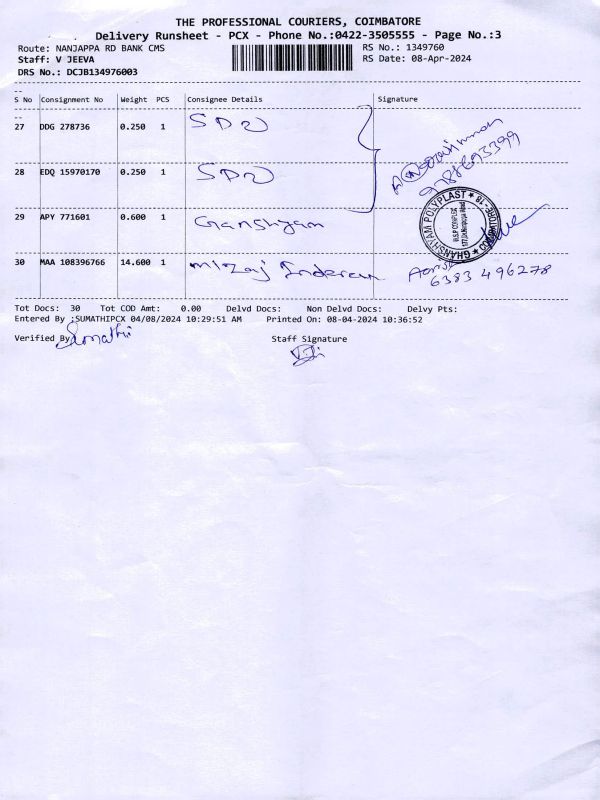 THE PROFESSIONAL COURIERS, COIMBATORE
Delivery Runsheet - PCX - Phone No.:0422-3505555 - Page No.:3
Route: NANJAPPA RD BANK CMS RS No.: 1349760
Staff: V JEEVA RS Date: 08-Apr-2024
DRS No.: DCJB134976003
S No Consignment No Weight PCS Consignee Details Signature
27 DDG 278736 0.250 1 SDR
28 EDQ 15970170 0.250 1 SDR
29 APY 771601 0.600 1 Ganshyam
GHANSHYAM POLYPLAST ★ COIMBATORE - 18 ★
30 MAA 108396766 14.600 1
6383 496278
Tot Docs: 30 Tot COD Amt: 0.00 Delvd Docs: Non Delvd Docs: Delvy Pts:
Entered By :SUMATHIPCX 04/08/2024 10:29:51 AM Printed On: 08-04-2024 10:36:52
Verified By Sumathi Staff Signature